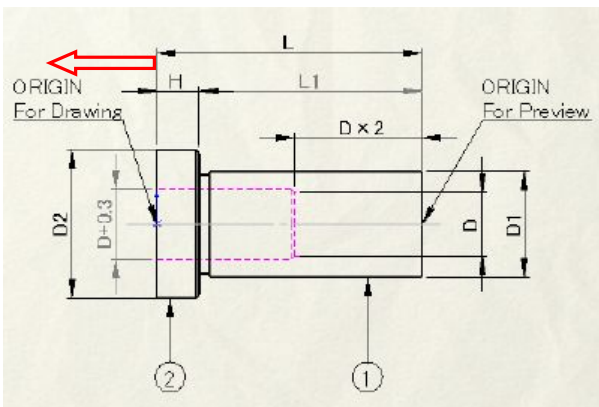 L
ORIGIN
For Drawing
H
L1
ORIGIN
For Preview
D×2
D2
D+0.3
D
D1
②
①